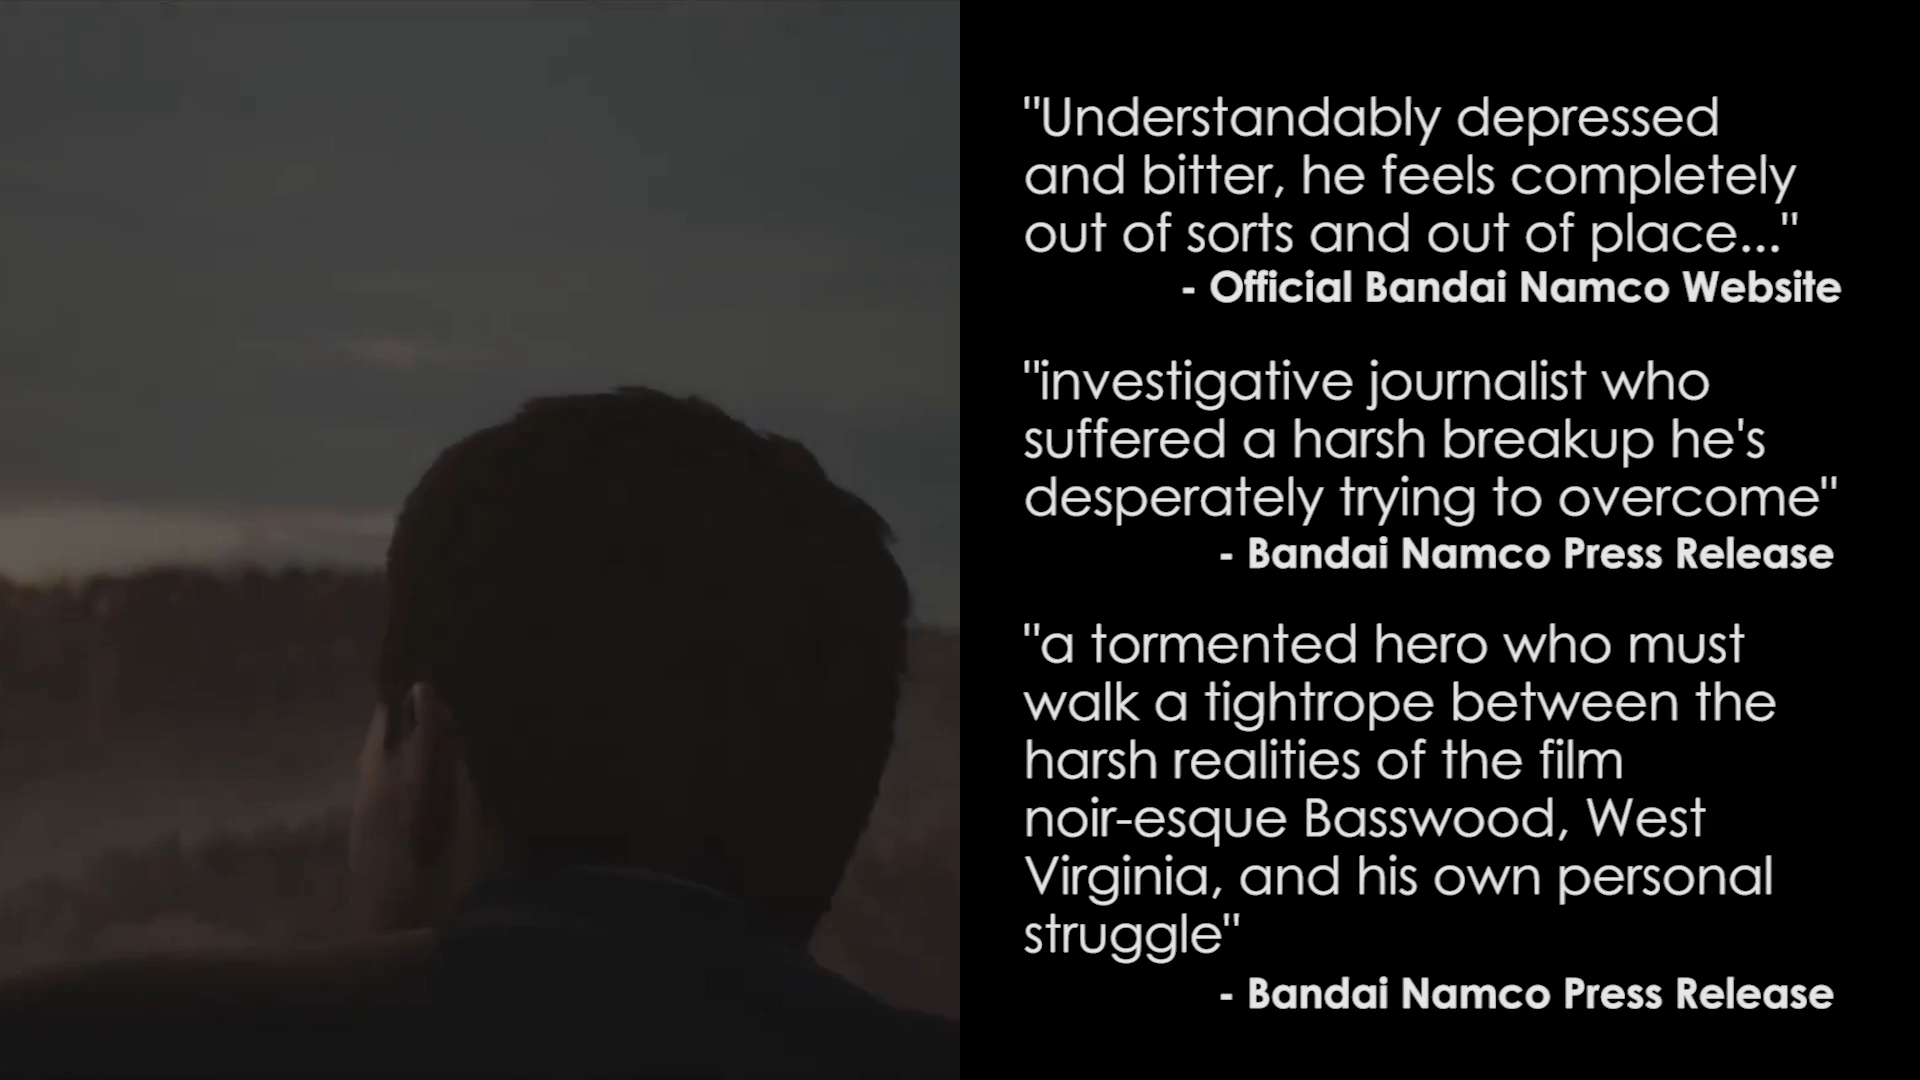 "Understandably depressed
and bitter, he feels completely
out of sorts and out of place..."
- Official Bandai Namco Website
"investigative journalist who
suffered a harsh breakup he's
desperately trying to overcome"
- Bandai Namco Press Release
"a tormented hero who must
walk a tightrope between the
harsh realities of the film
noir-esque Basswood, West
Virginia, and his own personal
struggle"
- Bandai Namco Press Release